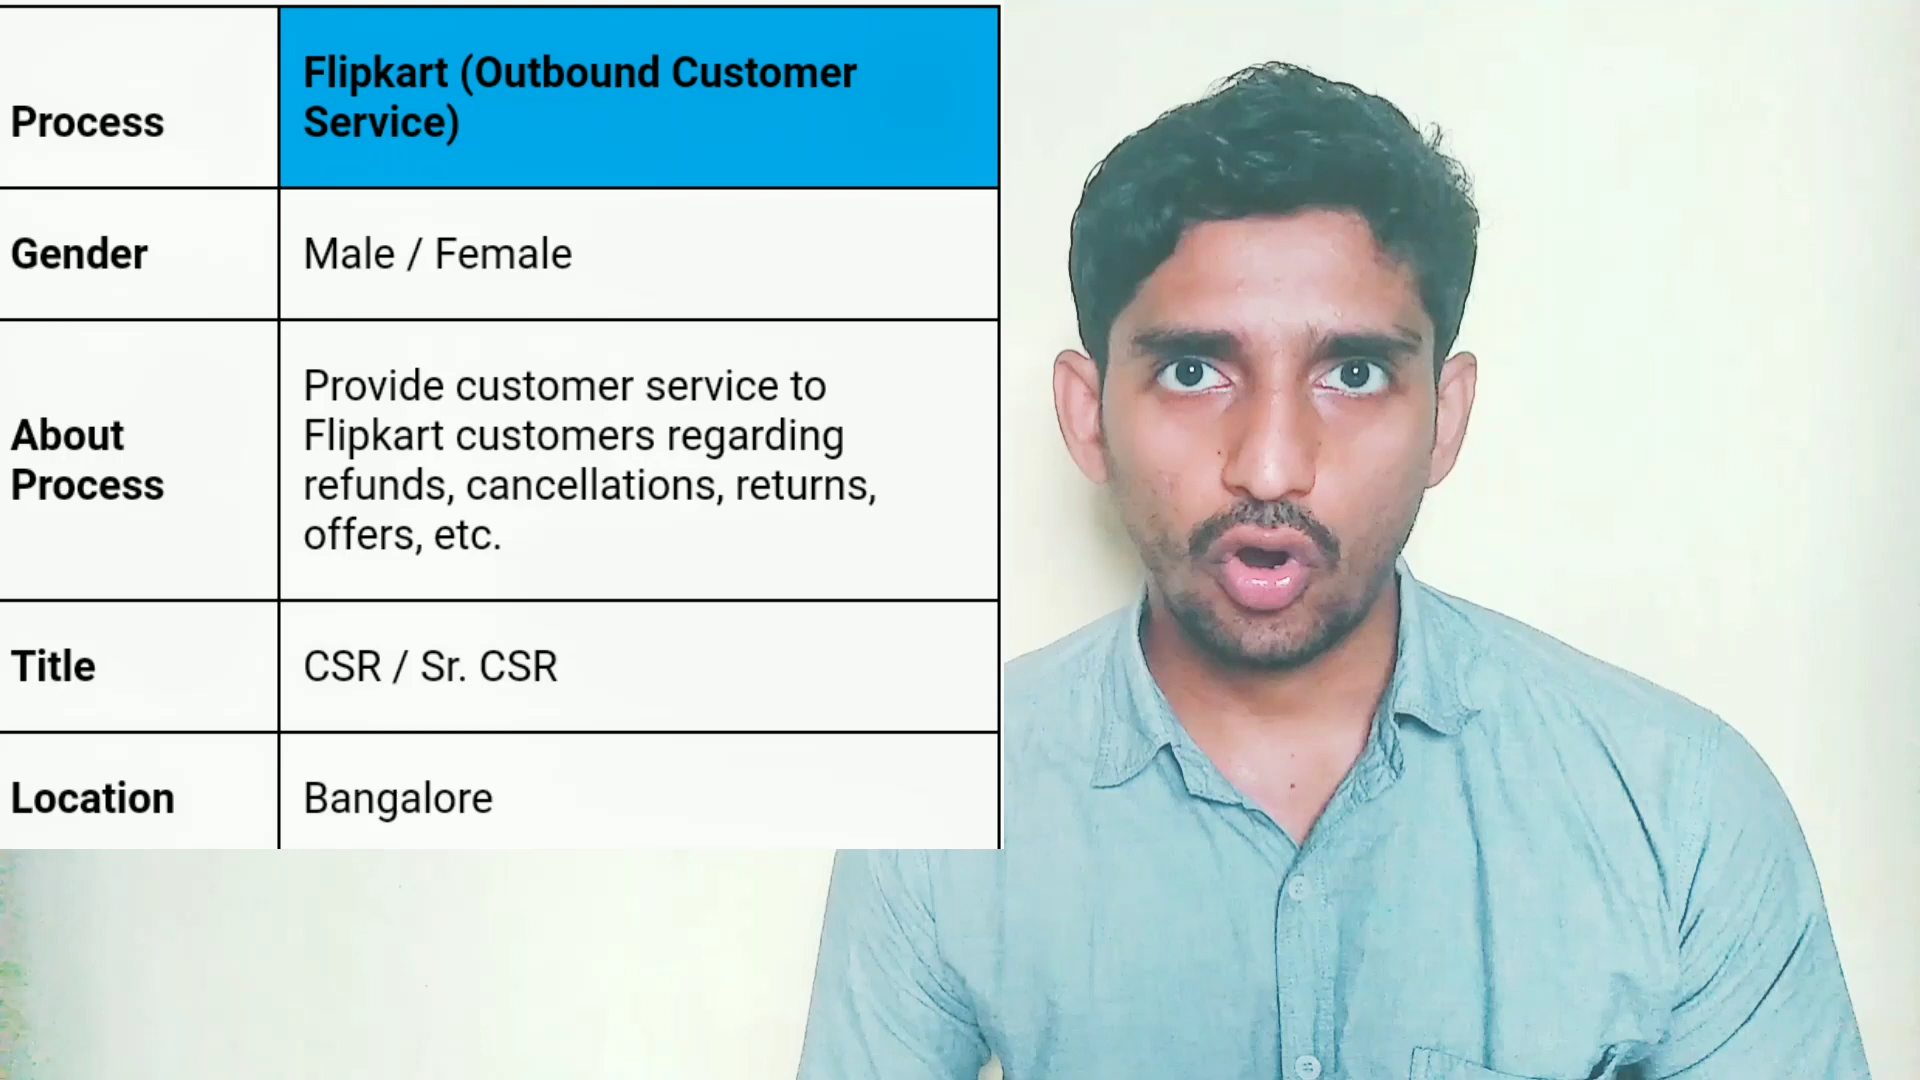 Process
Flipkart (Outbound Customer
Service)
Gender
Male / Female
About
Process
Provide customer service to
Flipkart customers regarding
refunds, cancellations, returns,
offers, etc.
Title
CSR / Sr. CSR
Location
Bangalore